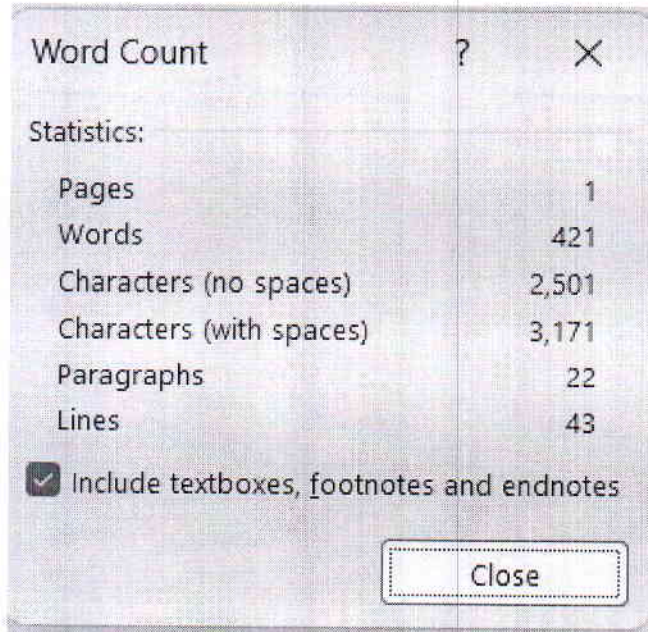 Word Count ? ×
Statistics:
Pages 1
Words 421
Characters (no spaces) 2,501
Characters (with spaces) 3,171
Paragraphs 22
Lines 43
Include textboxes, footnotes and endnotes
Close